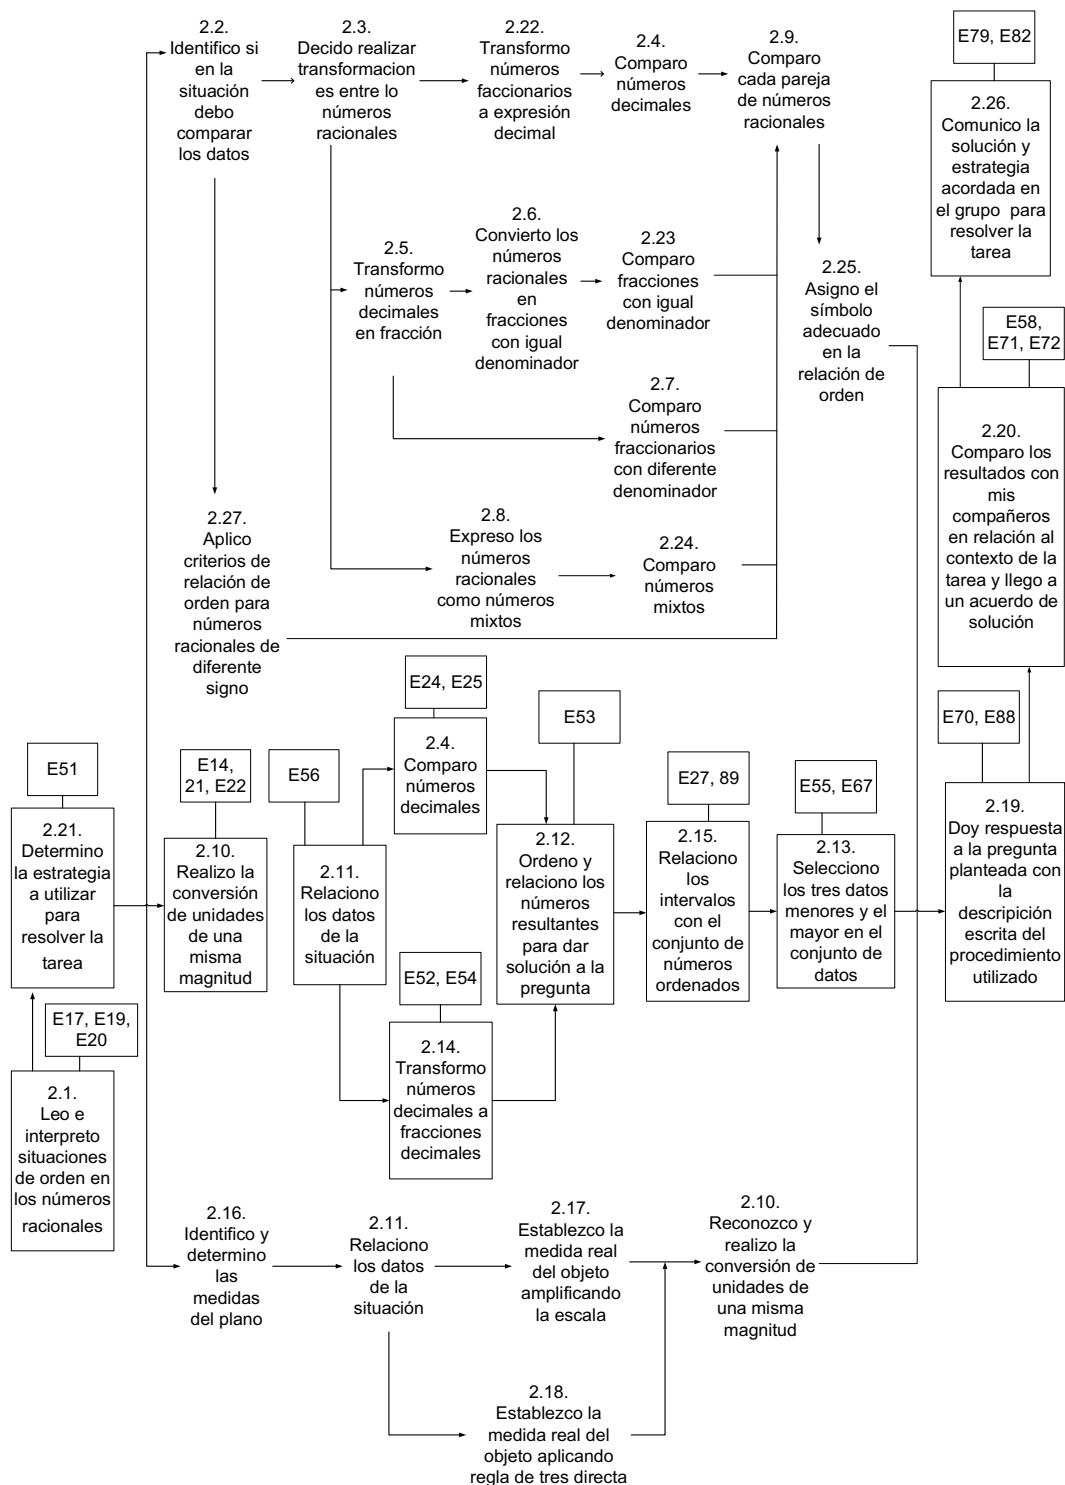 2.2.
Identifico si
en la
situación
debo
comparar
los datos
2.3.
Decido realizar
transformacion
es entre lo
números
racionales
2.22.
Transformo
números
faccionarios
a expresión
decimal
2.4.
Comparo
números
decimales
2.9.
Comparo
cada pareja
de números
racionales
E79, E82
2.26.
Comunico la
solución y
estrategia
acordada en
el grupo para
resolver la
tarea
2.5.
Transformo
números
decimales
en fracción
2.6.
Convierto los
números
racionales
en
fracciones
con igual
denominador
2.23
Comparo
fracciones
con igual
denominador
2.25.
Asigno el
símbolo
adecuado
en la
relación de
orden
E58,
E71, E72
2.7.
Comparo
números
fraccionarios
con diferente
denominador
2.20.
Comparo los
resultados con
mis
compañeros
en relación al
contexto de la
tarea y llego a
un acuerdo de
solución
2.27.
Aplico
criterios de
relación de
orden para
números
racionales de
diferente
signo
2.8.
Expreso los
números
racionales
como números
mixtos
2.24.
Comparo
números
mixtos
E51
2.21.
Determino
la estrategia
a utilizar
para
resolver la
tarea
E14,
21, E22
2.10.
Realizo la
conversión
de unidades
de una
misma
magnitud
E56
2.11.
Relaciono
los datos
de la
situación
E24, E25
2.4.
Comparo
números
decimales
E53
2.12.
Ordeno y
relaciono los
números
resultantes
para dar
solución a la
pregunta
E27, 89
2.15.
Relaciono
los
intervalos
con el
conjunto de
números
ordenados
E55, E67
2.13.
Selecciono
los tres datos
menores y el
mayor en el
conjunto de
datos
E70, E88
2.19.
Doy respuesta
a la pregunta
planteada con
la
descripición
escrita del
procedimiento
utilizado
E52, E54
2.14.
Transformo
números
decimales a
fracciones
decimales
E17, E19,
E20
2.1.
Leo e
interpreto
situaciones
de orden en
los números
racionales
2.16.
Identifico y
determino
las
medidas
del plano
2.11.
Relaciono
los datos
de la
situación
2.17.
Establezco la
medida real
del objeto
amplificando
la escala
2.10.
Reconozco y
realizo la
conversión de
unidades de
una misma
magnitud
2.18.
Establezco la
medida real del
objeto aplicando
regla de tres directa